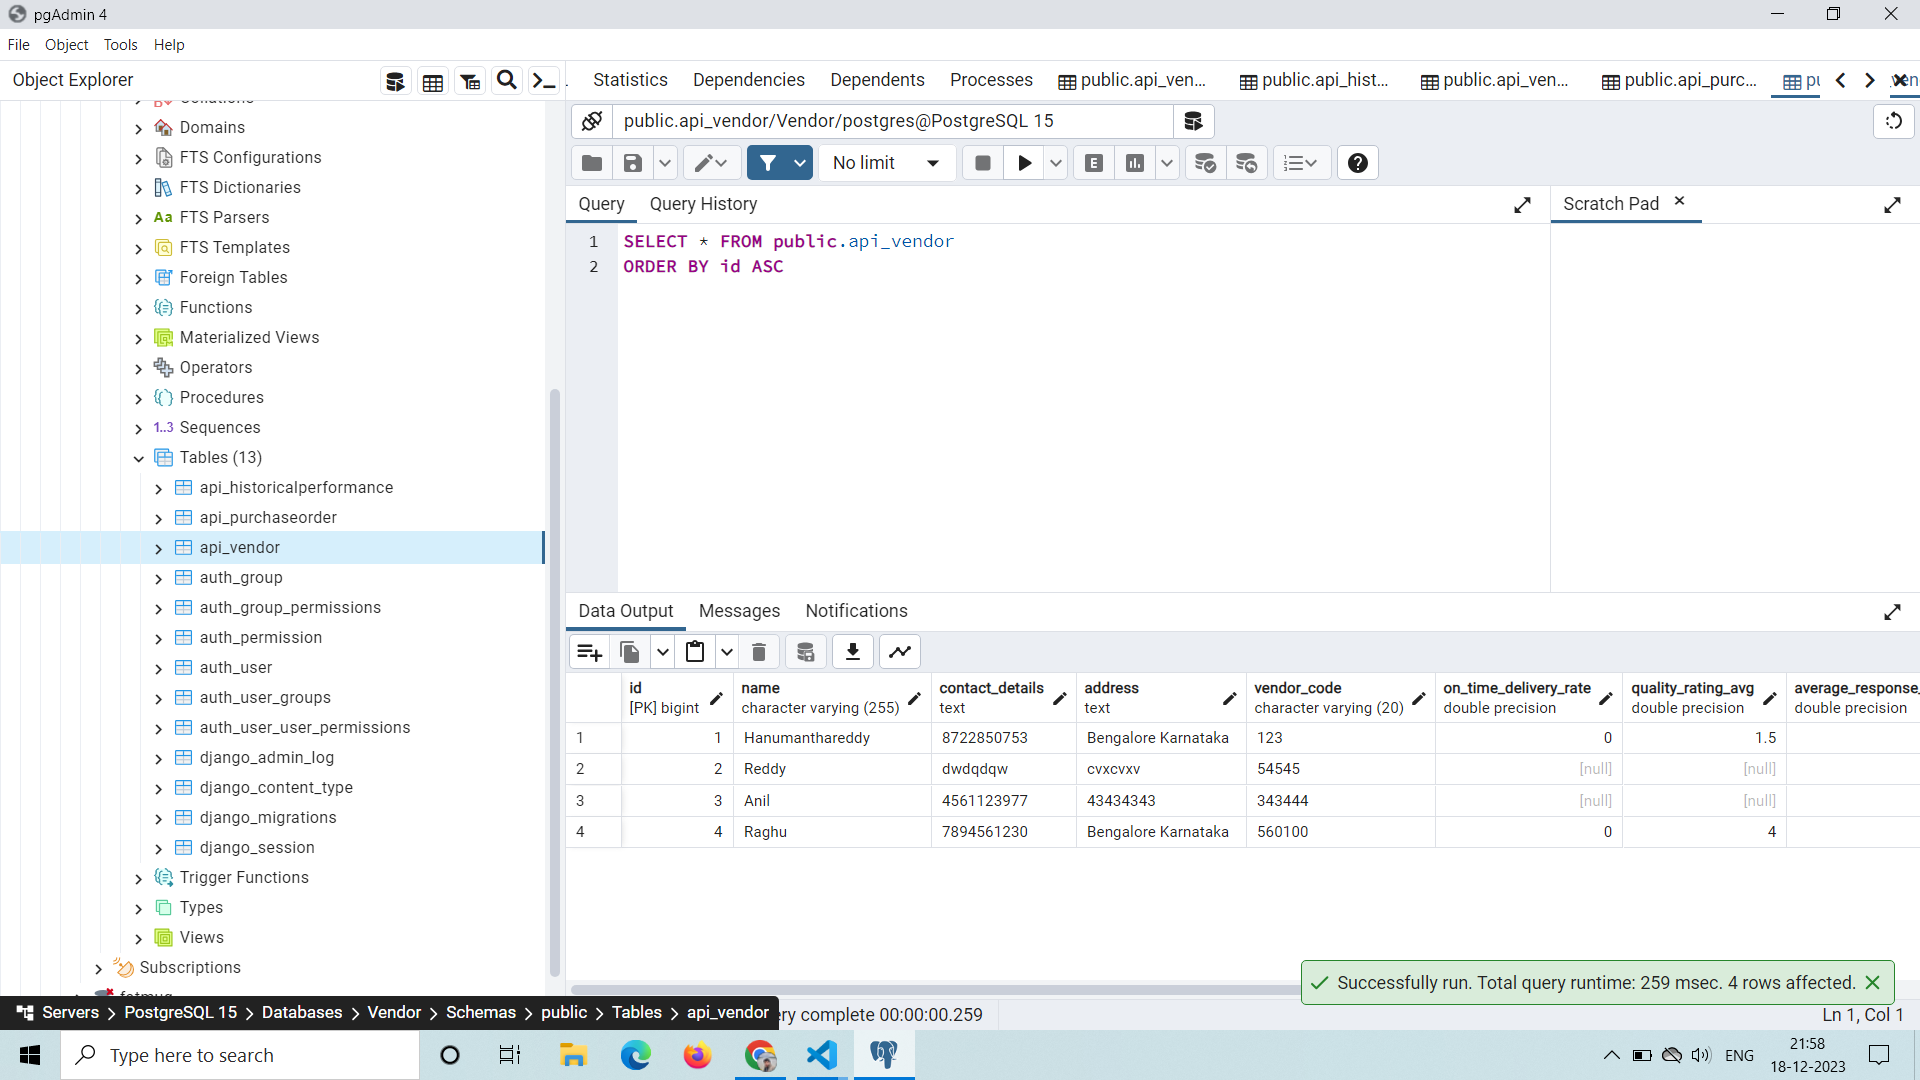 pgAdmin 4
File Object Tools Help
Object Explorer
Statistics Dependencies Dependents Processes public.api_ven... public.api_hist... public.api_ven... public.api_purc...
Domains
FTS Configurations
FTS Dictionaries
Aa FTS Parsers
FTS Templates
Foreign Tables
Functions
Materialized Views
Operators
Procedures
1..3 Sequences
Tables (13)
api_historicalperformance
api_purchaseorder
api_vendor
auth_group
auth_group_permissions
auth_permission
auth_user
auth_user_groups
auth_user_user_permissions
django_admin_log
django_content_type
django_migrations
django_session
Trigger Functions
Types
Views
Subscriptions
public.api_vendor/Vendor/postgres@PostgreSQL 15
No limit
E
Query Query History
Scratch Pad
1 SELECT * FROM public.api_vendor
2 ORDER BY id ASC
Data Output Messages Notifications
id name contact_details address vendor_code on_time_delivery_rate quality_rating_avg average_response_
[PK] bigint character varying (255) text text character varying (20) double precision double precision double precision
1 1 Hanumanthareddy 8722850753 Bengalore Karnataka 123 0 1.5
2 2 Reddy dwdqdqw cvxcvxv 54545 [null] [null]
3 3 Anil 4561123977 43434343 343444 [null] [null]
4 4 Raghu 7894561230 Bengalore Karnataka 560100 0 4
Successfully run. Total query runtime: 259 msec. 4 rows affected.
Servers > PostgreSQL 15 > Databases > Vendor > Schemas > public > Tables > api_vendor
complete 00:00:00.259
Ln 1, Col 1
Type here to search
ENG
21:58
18-12-2023